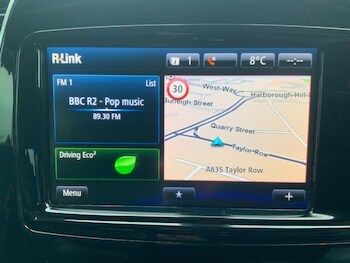 R-Link
1
8°C
--:--
FM 1
List
BBC R2 - Pop music
89.30 FM
30
West-Way
Harborough-Hill-
Burleigh Street
Quarry Street
Taylor-Row
Driving Eco²
A635 Taylor Row
Menu